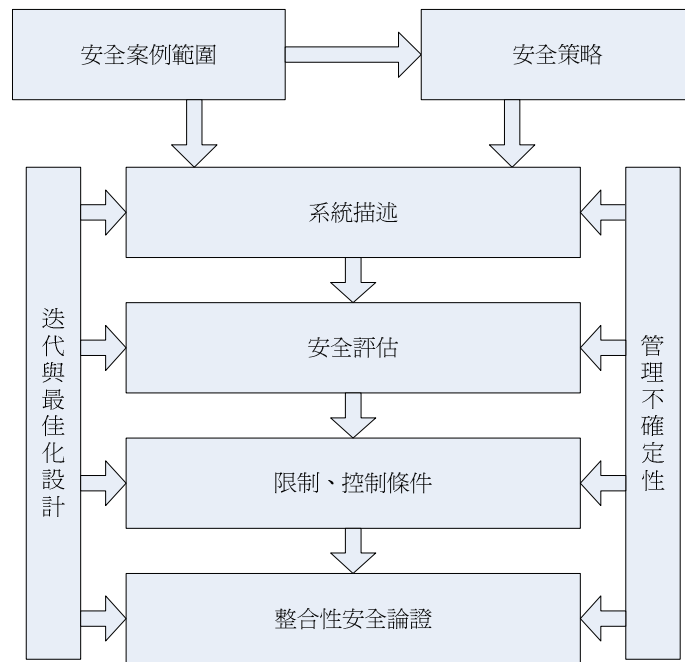 安全案例範圍
安全策略
系統描述
安全評估
限制、控制條件
整合性安全論證
迭代與最佳化設計
管理不確定性